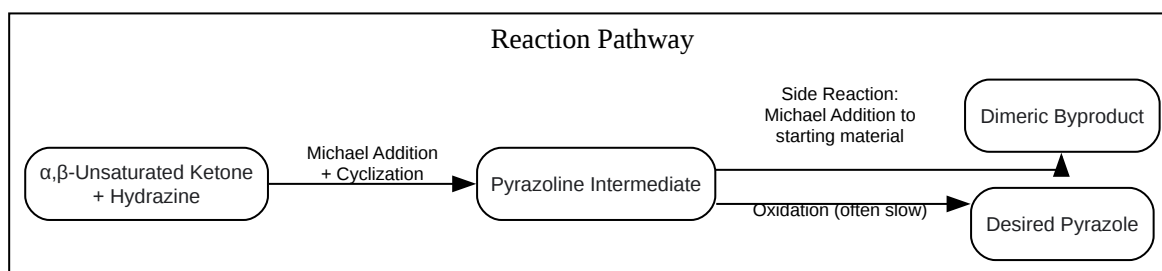 Reaction Pathway
α,β-Unsaturated Ketone
+ Hydrazine
Michael Addition
+ Cyclization
Pyrazoline Intermediate
Side Reaction:
Michael Addition to
starting material
Dimeric Byproduct
Oxidation (often slow)
Desired Pyrazole